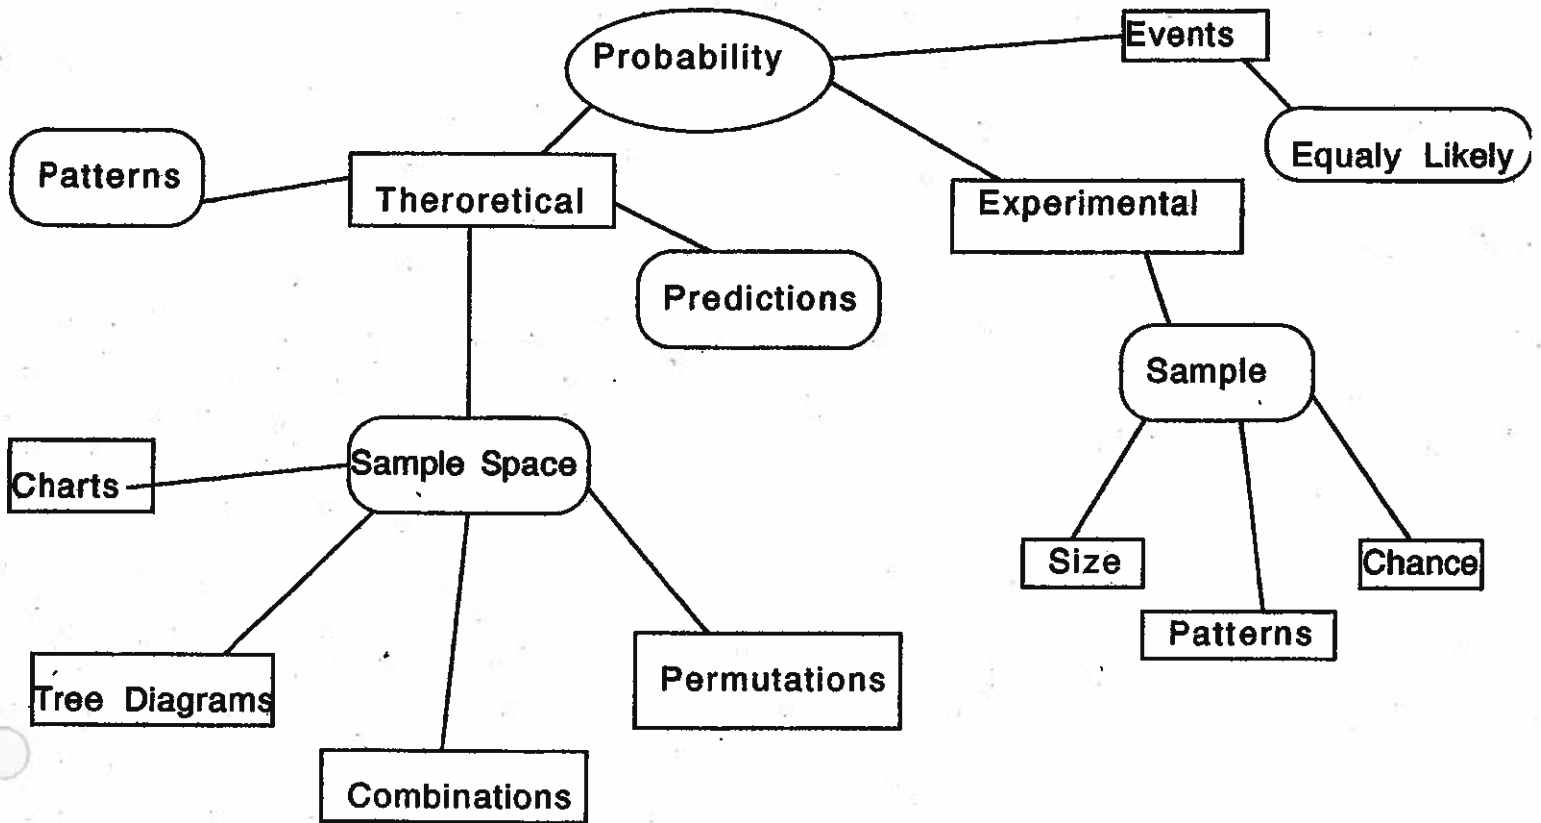 Probability
Events
Equaly Likely
Patterns
Theroretical
Experimental
Predictions
Sample
Sample Space
Charts
Size
Chance
Patterns
Permutations
Tree Diagrams
Combinations